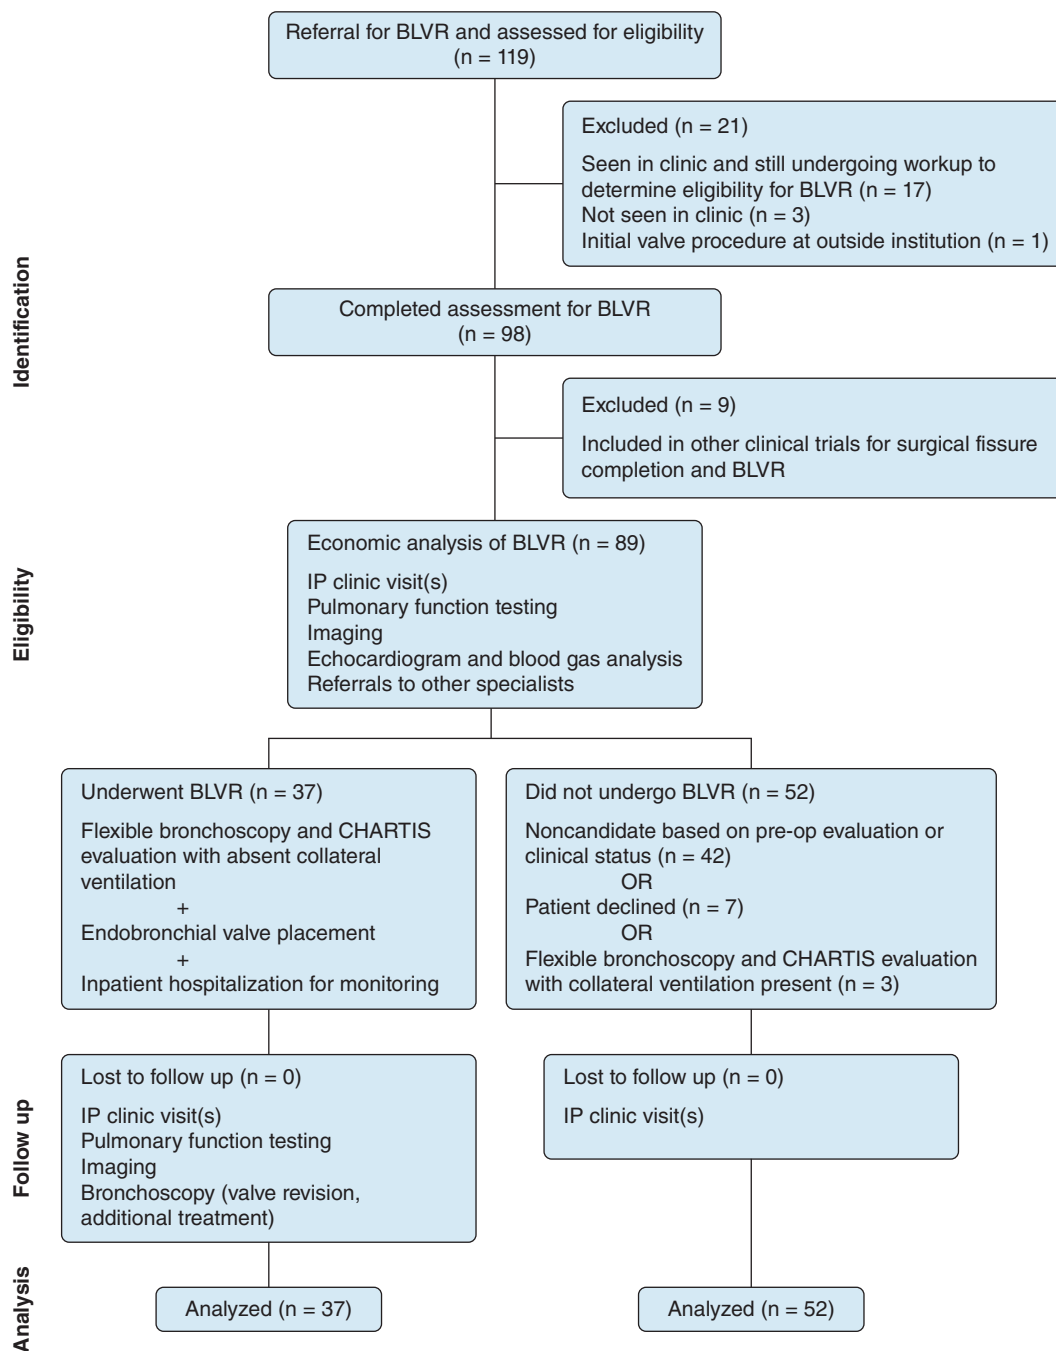 Referral for BLVR and assessed for eligibility
(n = 119)
Excluded (n = 21)
Seen in clinic and still undergoing workup to
determine eligibility for BLVR (n = 17)
Not seen in clinic (n = 3)
Initial valve procedure at outside institution (n = 1)
Identification
Completed assessment for BLVR
(n = 98)
Excluded (n = 9)
Included in other clinical trials for surgical fissure
completion and BLVR
Eligibility
Economic analysis of BLVR (n = 89)
IP clinic visit(s)
Pulmonary function testing
Imaging
Echocardiogram and blood gas analysis
Referrals to other specialists
Underwent BLVR (n = 37)
Flexible bronchoscopy and CHARTIS
evaluation with absent collateral
ventilation
+
Endobronchial valve placement
+
Inpatient hospitalization for monitoring
Did not undergo BLVR (n = 52)
Noncandidate based on pre-op evaluation or
clinical status (n = 42)
OR
Patient declined (n = 7)
OR
Flexible bronchoscopy and CHARTIS evaluation
with collateral ventilation present (n = 3)
Follow up
Lost to follow up (n = 0)
IP clinic visit(s)
Pulmonary function testing
Imaging
Bronchoscopy (valve revision,
additional treatment)
Lost to follow up (n = 0)
IP clinic visit(s)
Analysis
Analyzed (n = 37)
Analyzed (n = 52)